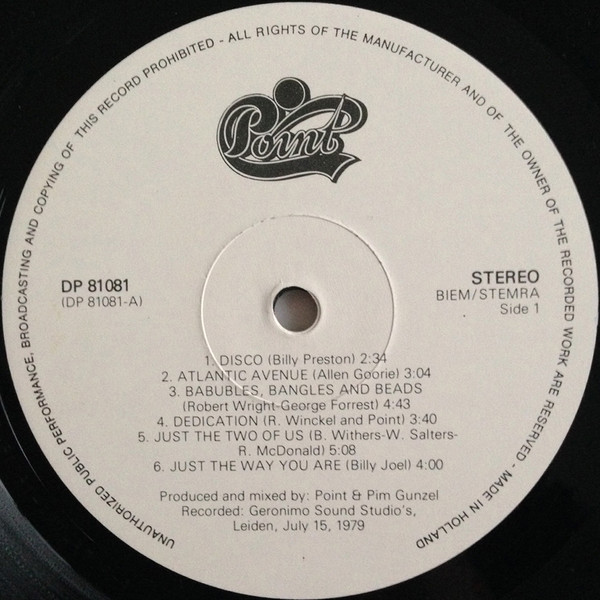 UNAUTHORIZED PUBLIC PERFORMANCE, BROADCASTING AND COPYING OF THIS RECORD PROHIBITED - ALL RIGHTS OF THE MANUFACTURER AND OF THE OWNER OF THE RECORDED WORK ARE RESERVED - MADE IN HOLLAND
Point
DP 81081
(DP 81081-A)
STEREO
BIEM/STEMRA
Side 1
1. DISCO (Billy Preston) 2:34
2. ATLANTIC AVENUE (Allen Goorie) 3:04
3. BABUBLES, BANGLES AND BEADS
(Robert Wright-George Forrest) 4:43
4. DEDICATION (R. Winckel and Point) 3:40
5. JUST THE TWO OF US (B. Withers-W. Salters-
R. McDonald) 5:08
6. JUST THE WAY YOU ARE (Billy Joel) 4:00
Produced and mixed by: Point & Pim Gunzel
Recorded: Geronimo Sound Studio's,
Leiden, July 15, 1979